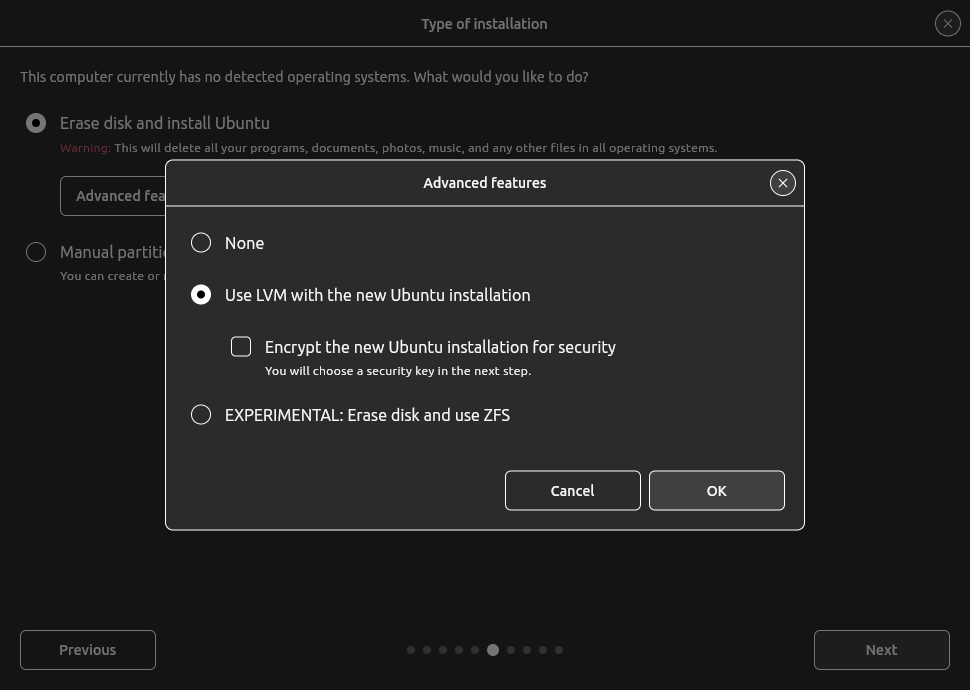 Type of installation
This computer currently has no detected operating systems. What would you like to do?
Erase disk and install Ubuntu
Warning: This will delete all your programs, documents, photos, music, and any other files in all operating systems.
Advanced features
Advanced fea
None
Manual partiti
You can create or
Use LVM with the new Ubuntu installation
Encrypt the new Ubuntu installation for security
You will choose a security key in the next step.
EXPERIMENTAL: Erase disk and use ZFS
Cancel
OK
Previous
Next